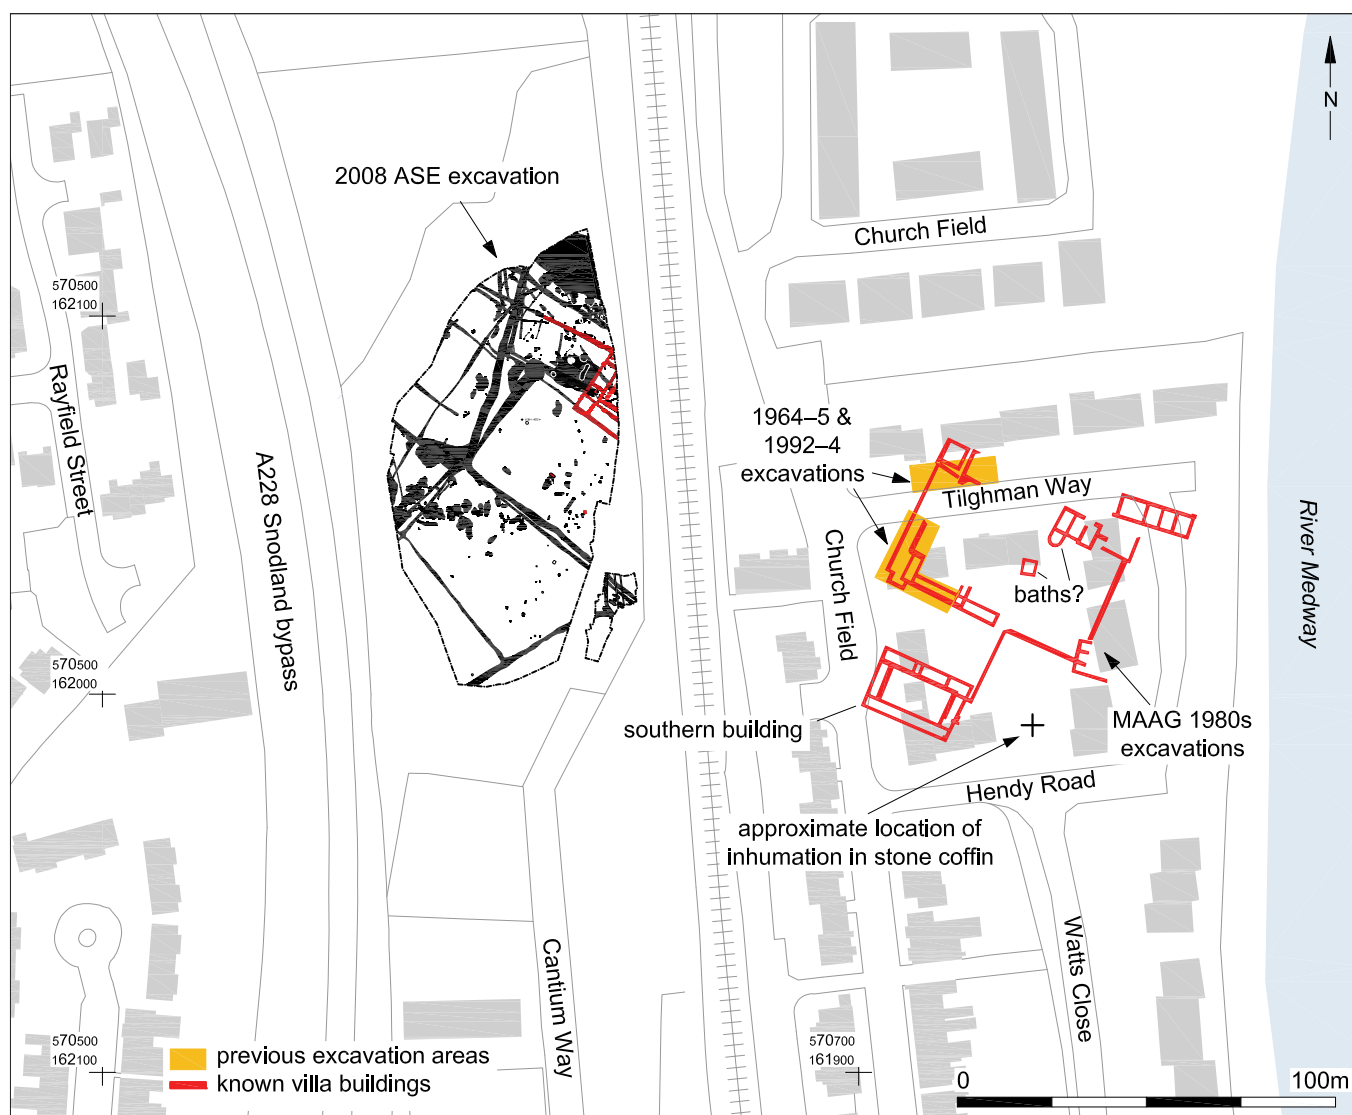 N
2008 ASE excavation
Church Field
570500
162100
Rayfield Street
1964–5 &
1992–4
excavations
Tilghman Way
A228 Snodland bypass
Church Field
baths?
River Medway
570500
162000
southern building
MAAG 1980s
excavations
Hendy Road
approximate location of
inhumation in stone coffin
Watts Close
Cantium Way
570500
162100
570700
161900
previous excavation areas
known villa buildings
0
100m